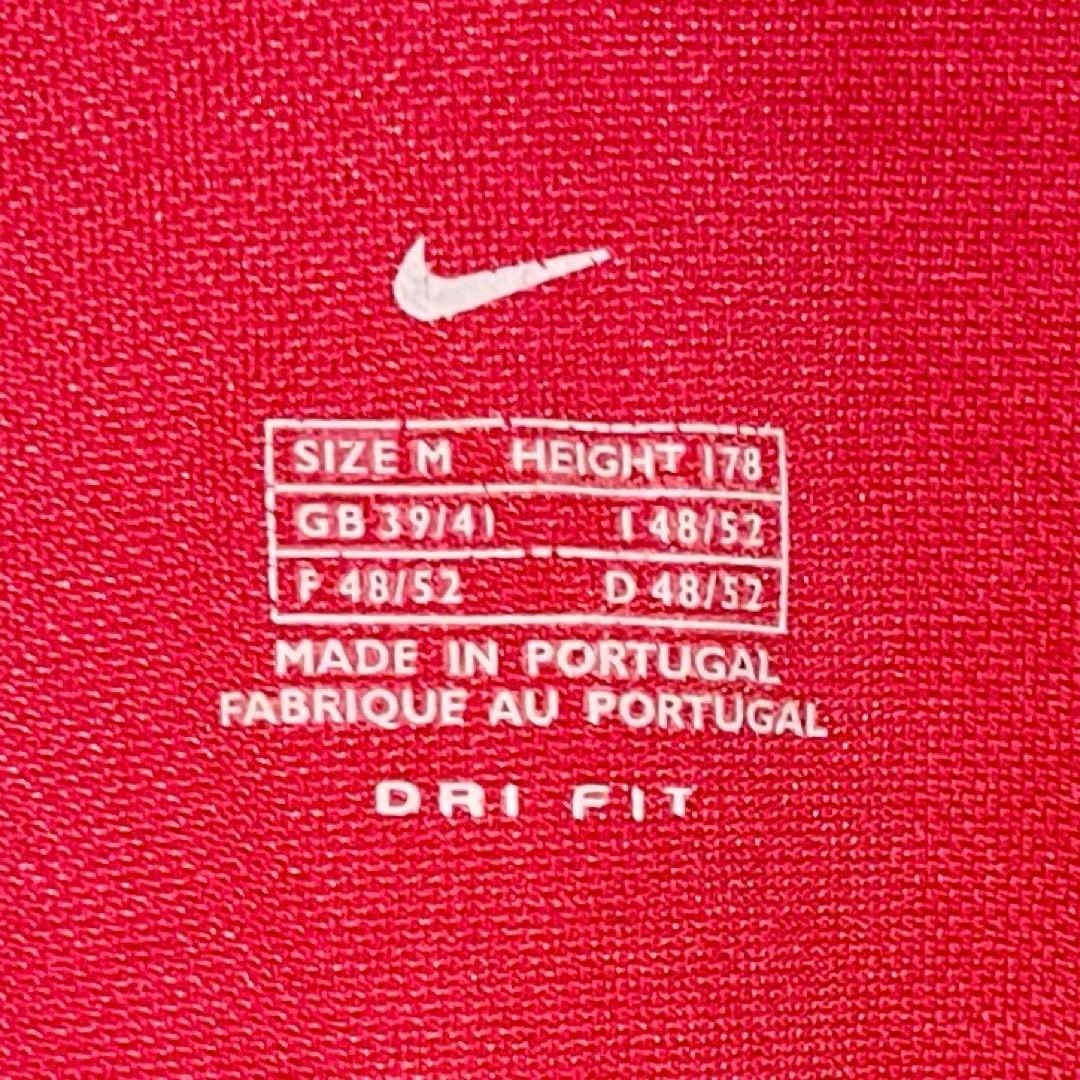 SIZE M HEIGHT 178
GB 39/41 I 48/52
F 48/52 D 48/52
MADE IN PORTUGAL
FABRIQUE AU PORTUGAL
DRI FIT